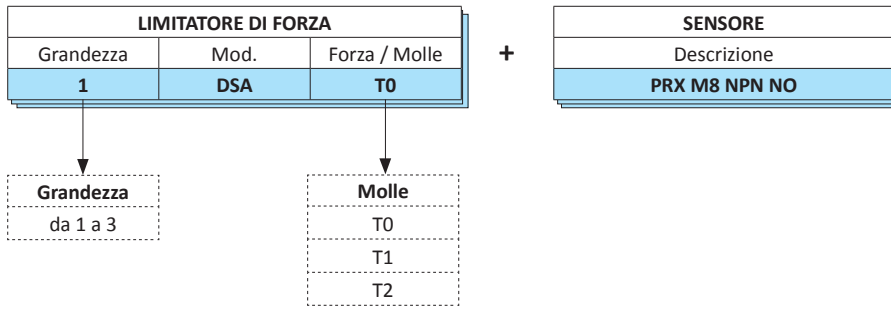 LIMITATORE DI FORZA
Grandezza Mod. Forza / Molle
1 DSA T0
+
SENSORE
Descrizione
PRX M8 NPN NO
Grandezza
da 1 a 3
Molle
T0
T1
T2